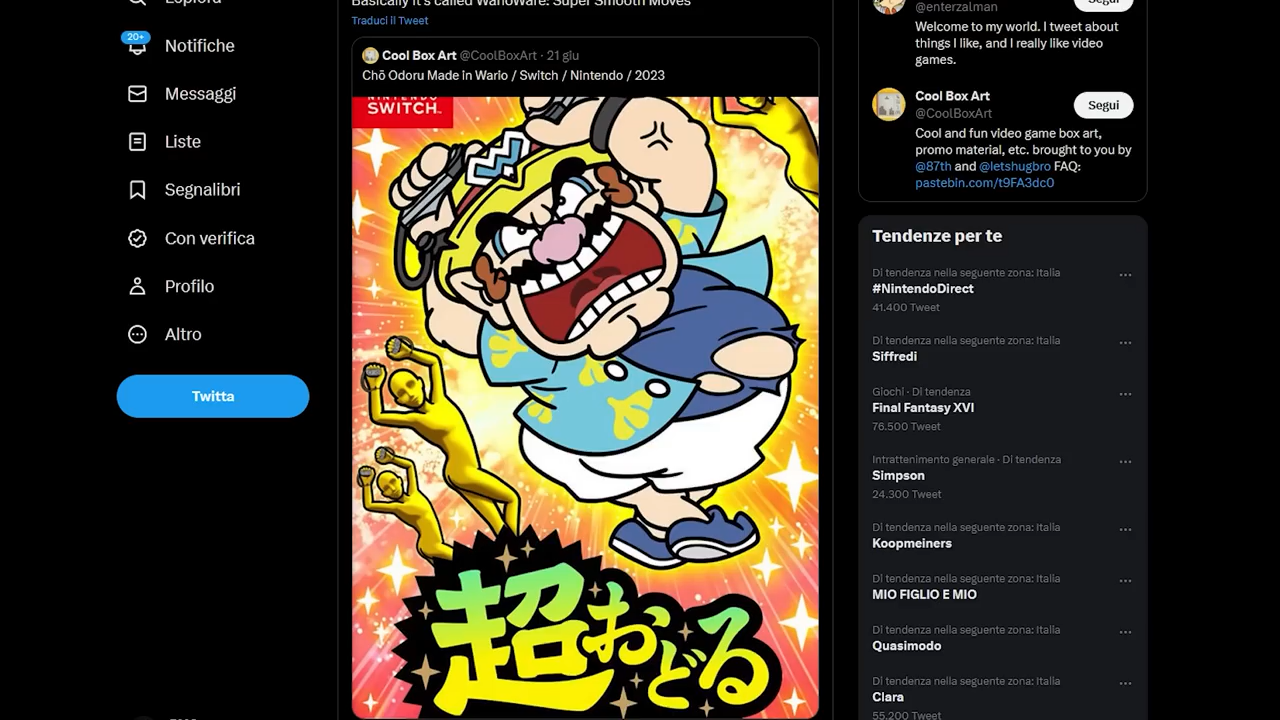 Esplora
20+
Notifiche
Messaggi
Liste
Segnalibri
Con verifica
Profilo
Altro
Twitta
Basically it's called WarioWare: Super Smooth Moves
Traduci il Tweet
Cool Box Art @CoolBoxArt · 21 giu
Chō Odoru Made in Wario / Switch / Nintendo / 2023
NINTENDO
SWITCH™
W
超おどる
@enterzalman
Segui
Welcome to my world. I tweet about
things I like, and I really like video
games.
Cool Box Art
@CoolBoxArt
Segui
Cool and fun video game box art,
promo material, etc. brought to you by
@87th and @letshugbro FAQ:
pastebin.com/t9FA3dc0
Tendenze per te
Di tendenza nella seguente zona: Italia
#NintendoDirect
41.400 Tweet
Di tendenza nella seguente zona: Italia
Siffredi
Giochi · Di tendenza
Final Fantasy XVI
76.500 Tweet
Intrattenimento generale · Di tendenza
Simpson
24.300 Tweet
Di tendenza nella seguente zona: Italia
Koopmeiners
Di tendenza nella seguente zona: Italia
MIO FIGLIO E MIO
Di tendenza nella seguente zona: Italia
Quasimodo
Di tendenza nella seguente zona: Italia
Clara
55.200 Tweet